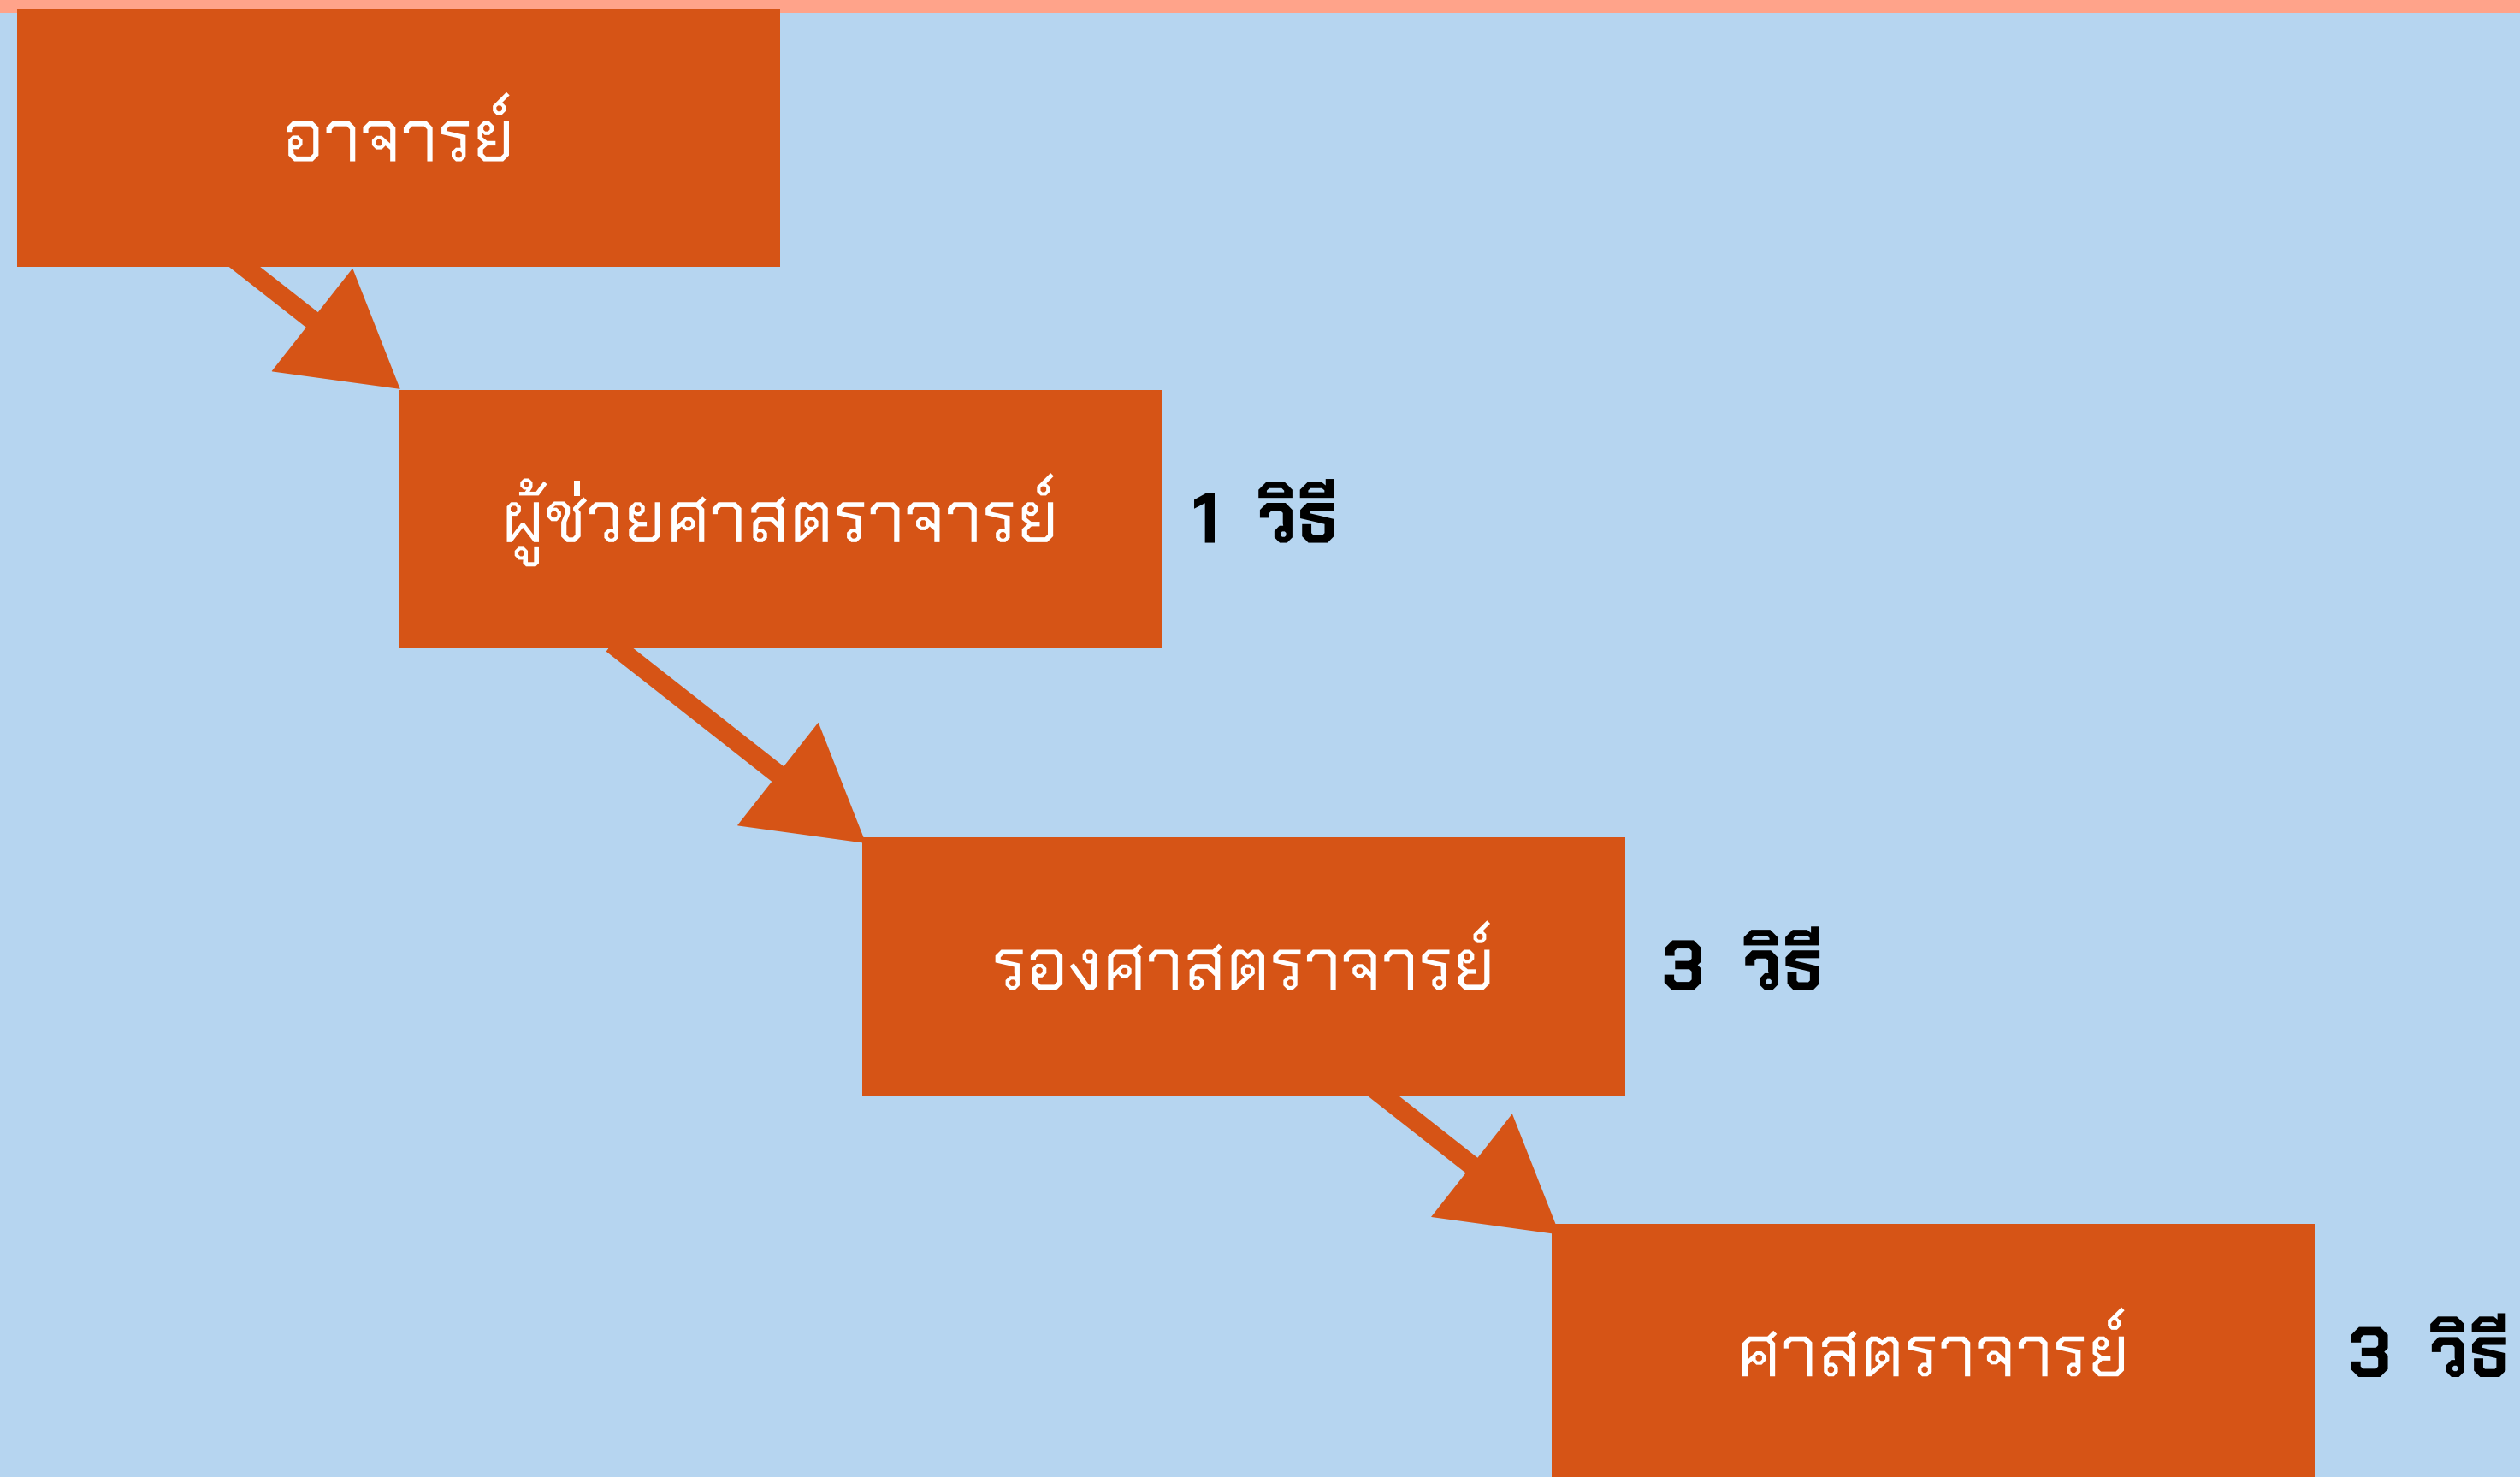 อาจารย์
ผู้ช่วยศาสตราจารย์ 1 วิธี
รองศาสตราจารย์ 3 วิธี
ศาสตราจารย์ 3 วิธี